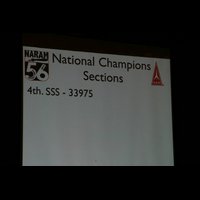 NARAM
56
National Champions
Sections
4th. SSS - 33975